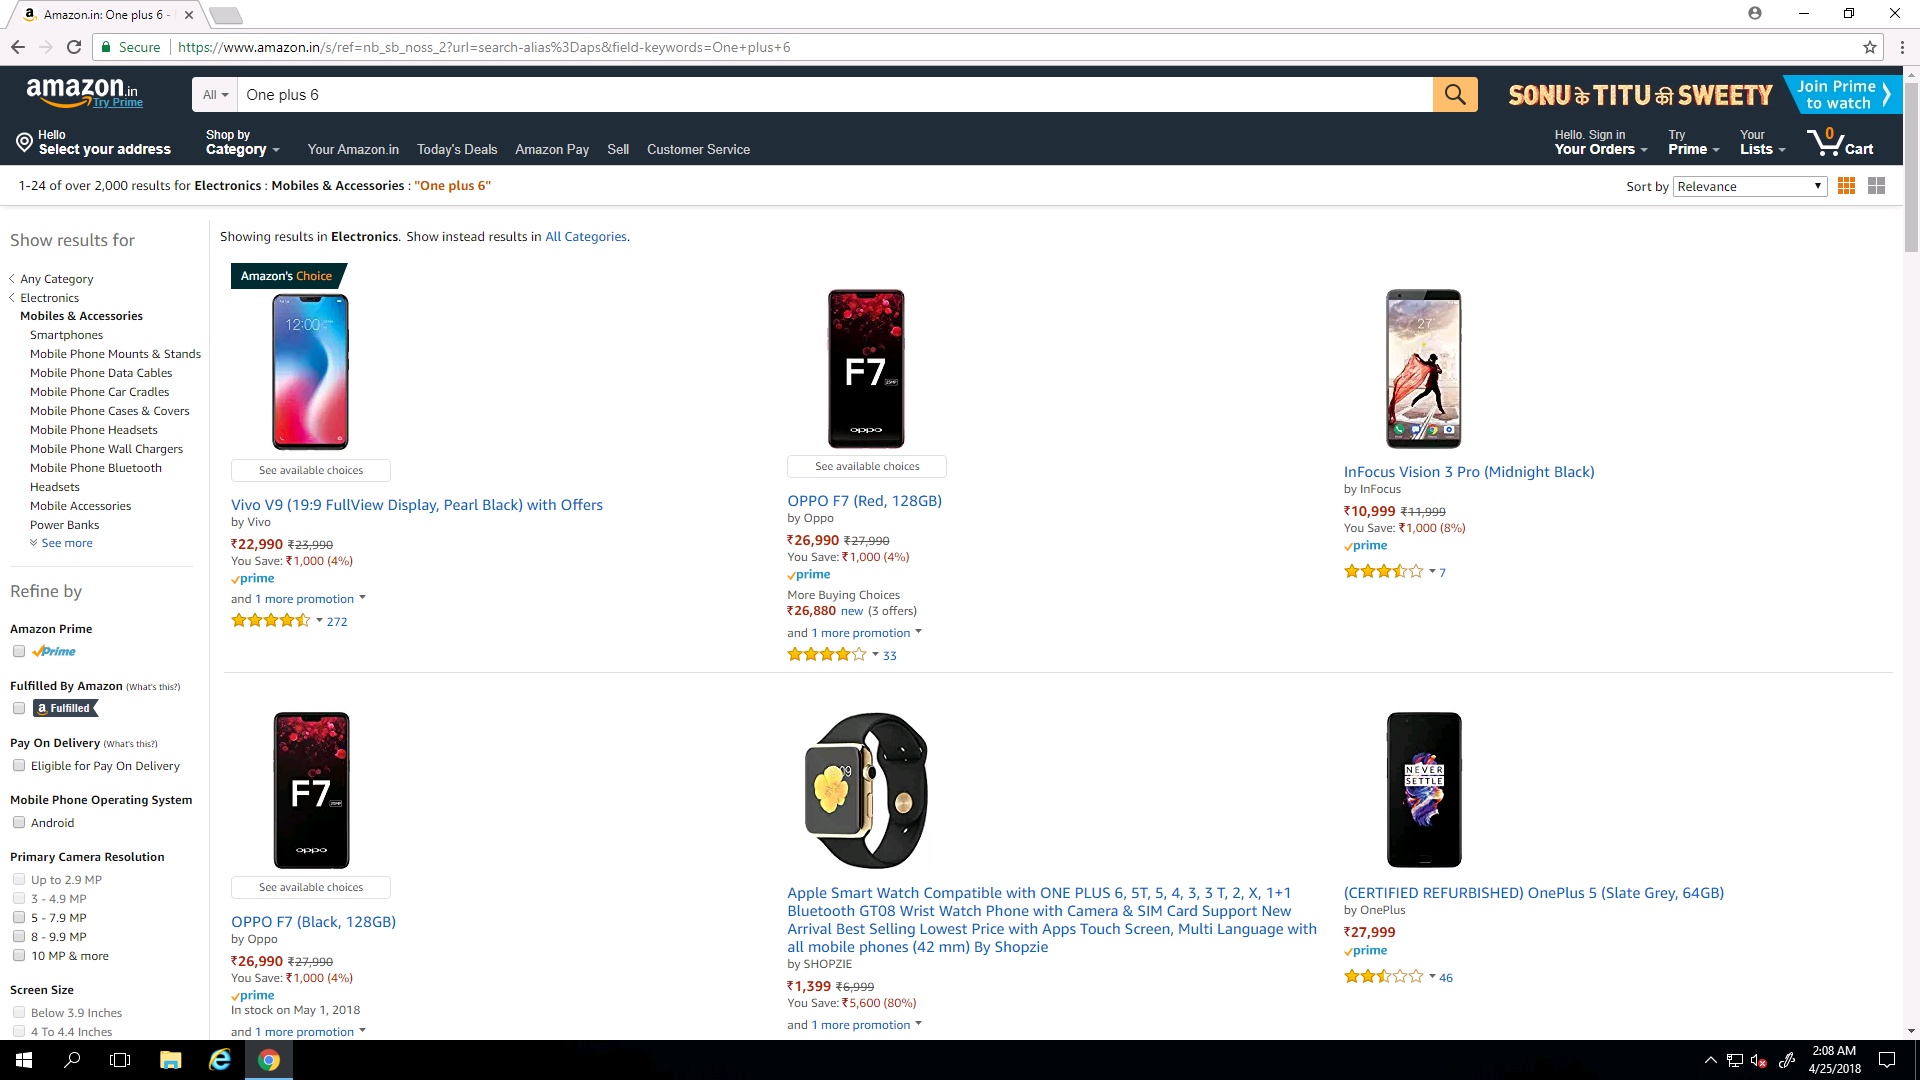 Amazon.in: One plus 6 -
Secure
https://www.amazon.in/s/ref=nb_sb_noss_2?url=search-alias%3Daps&field-keywords=One+plus+6
amazon.in
Try Prime
All
One plus 6
SONU के TITU की SWEETY
Join Prime
to watch
Hello
Select your address
Shop by
Category
Your Amazon.in
Today's Deals
Amazon Pay
Sell
Customer Service
Hello. Sign in
Your Orders
Try
Prime
Your
Lists
0
Cart
1-24 of over 2,000 results for Electronics : Mobiles & Accessories : "One plus 6"
Sort by
Relevance
Show results for
Any Category
Electronics
Mobiles & Accessories
Smartphones
Mobile Phone Mounts & Stands
Mobile Phone Data Cables
Mobile Phone Car Cradles
Mobile Phone Cases & Covers
Mobile Phone Headsets
Mobile Phone Wall Chargers
Mobile Phone Bluetooth
Headsets
Mobile Accessories
Power Banks
See more
Refine by
Amazon Prime
Prime
Fulfilled By Amazon (What's this?)
a Fulfilled
Pay On Delivery (What's this?)
Eligible for Pay On Delivery
Mobile Phone Operating System
Android
Primary Camera Resolution
Up to 2.9 MP
3 - 4.9 MP
5 - 7.9 MP
8 - 9.9 MP
10 MP & more
Screen Size
Below 3.9 Inches
4 To 4.4 Inches
Showing results in Electronics. Show instead results in All Categories.
Amazon's Choice
12:00
See available choices
Vivo V9 (19:9 FullView Display, Pearl Black) with Offers
by Vivo
₹22,990 ₹23,990
You Save: ₹1,000 (4%)
prime
and 1 more promotion
272
F7
oppo
See available choices
OPPO F7 (Red, 128GB)
by Oppo
₹26,990 ₹27,990
You Save: ₹1,000 (4%)
prime
More Buying Choices
₹26,880 new (3 offers)
and 1 more promotion
33
27
InFocus Vision 3 Pro (Midnight Black)
by InFocus
₹10,999 ₹11,999
You Save: ₹1,000 (8%)
prime
7
F7
oppo
See available choices
OPPO F7 (Black, 128GB)
by Oppo
₹26,990 ₹27,990
You Save: ₹1,000 (4%)
prime
In stock on May 1, 2018
and 1 more promotion
Apple Smart Watch Compatible with ONE PLUS 6, 5T, 5, 4, 3, 3 T, 2, X, 1+1
Bluetooth GT08 Wrist Watch Phone with Camera & SIM Card Support New
Arrival Best Selling Lowest Price with Apps Touch Screen, Multi Language with
all mobile phones (42 mm) By Shopzie
by SHOPZIE
₹1,399 ₹6,999
You Save: ₹5,600 (80%)
and 1 more promotion
NEVER
SETTLE
(CERTIFIED REFURBISHED) OnePlus 5 (Slate Grey, 64GB)
by OnePlus
₹27,999
prime
46
2:08 AM
4/25/2018